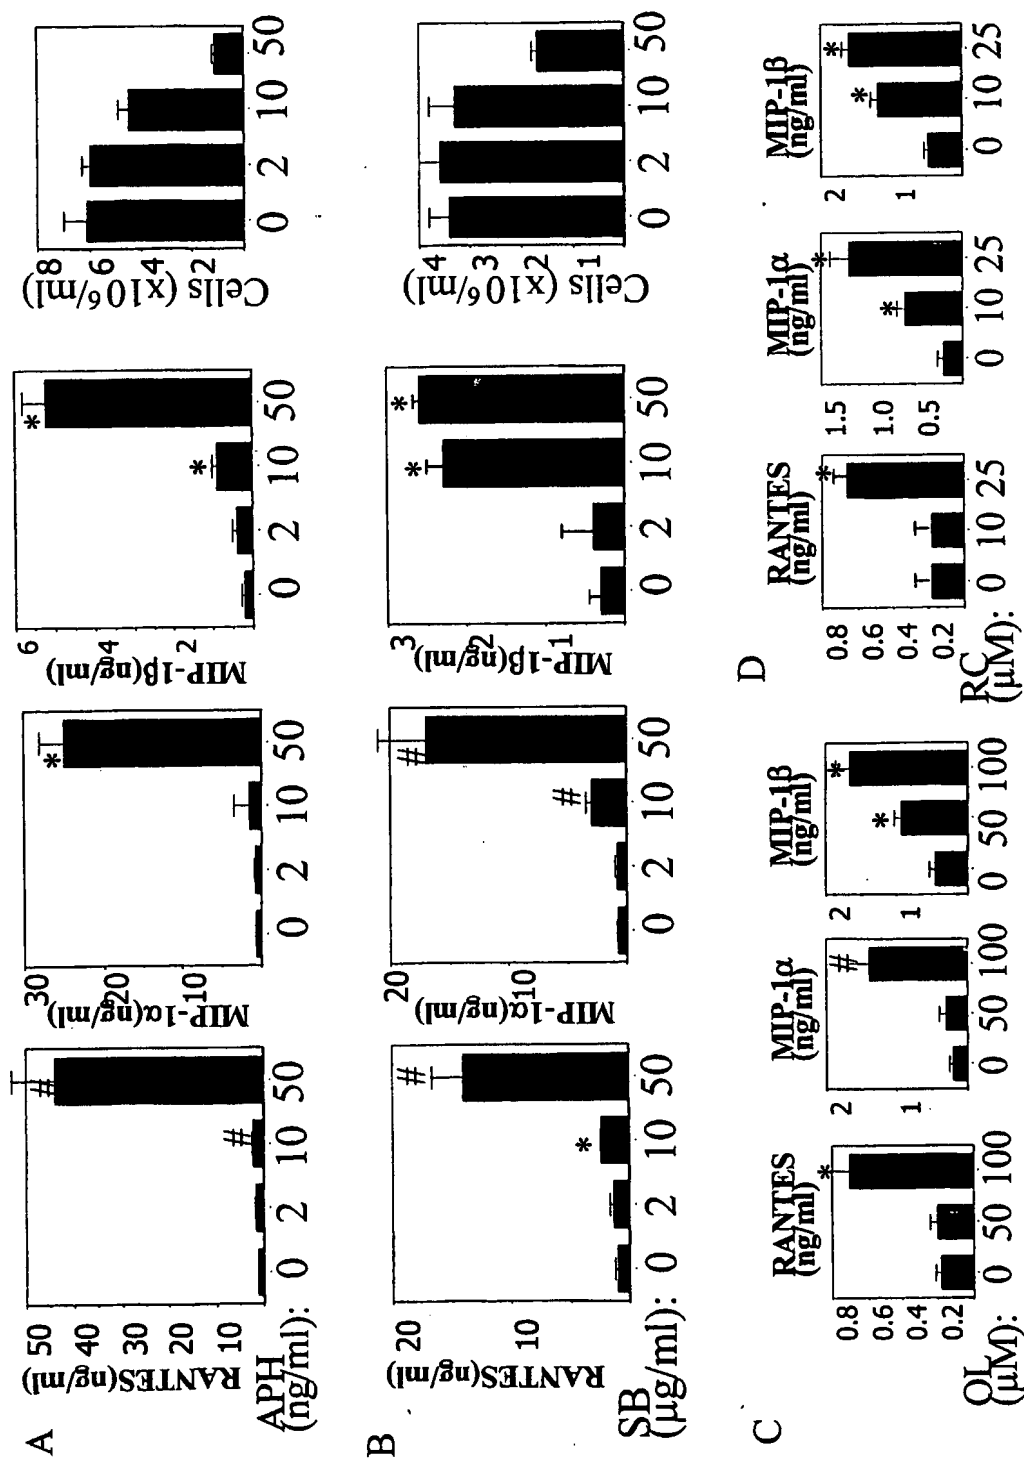 A
RANTES(ng/ml)
50
40
30
20
10
APH
(ng/ml):
0 2 10 50
#
#
MIP-1α(ng/ml)
30
20
10
0 2 10 50
*
MIP-1β(ng/ml)
6
4
2
0 2 10 50
*
*
Cells (x10⁶/ml)
8
6
4
2
0 2 10 50
B
RANTES(ng/ml)
20
10
SB
(µg/ml):
0 2 10 50
*
#
MIP-1α(ng/ml)
20
10
0 2 10 50
#
#
MIP-1β(ng/ml)
3
2
1
0 2 10 50
*
*
Cells (x10⁶/ml)
4
3
2
1
0 2 10 50
C
RANTES
(ng/ml)
0.8
0.6
0.4
0.2
OL
(µM):
0 50 100
*
MIP-1α
(ng/ml)
2
1
0 50 100
#
MIP-1β
(ng/ml)
2
1
0 50 100
*
*
D
RANTES
(ng/ml)
0.8
0.6
0.4
0.2
RC
(µM):
0 10 25
*
MIP-1α
(ng/ml)
1.5
1.0
0.5
0 10 25
*
*
MIP-1β
(ng/ml)
2
1
0 10 25
*
*